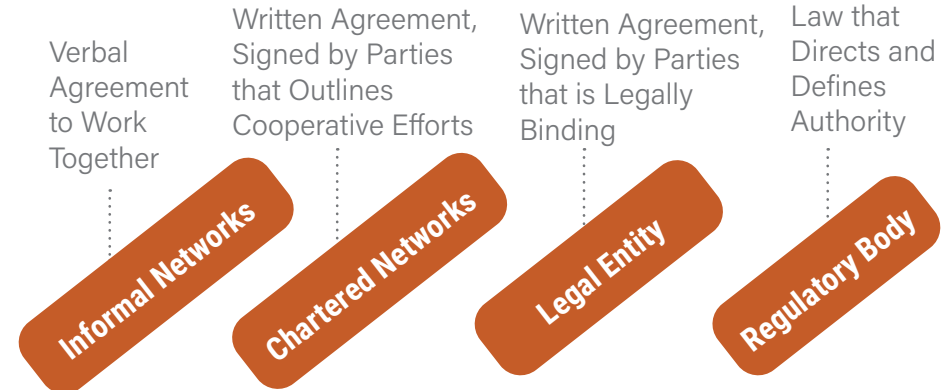 Verbal
Agreement
to Work
Together
Written Agreement,
Signed by Parties
that Outlines
Cooperative Efforts
Written Agreement,
Signed by Parties
that is Legally
Binding
Law that
Directs and
Defines
Authority
Informal Networks
Chartered Networks
Legal Entity
Regulatory Body